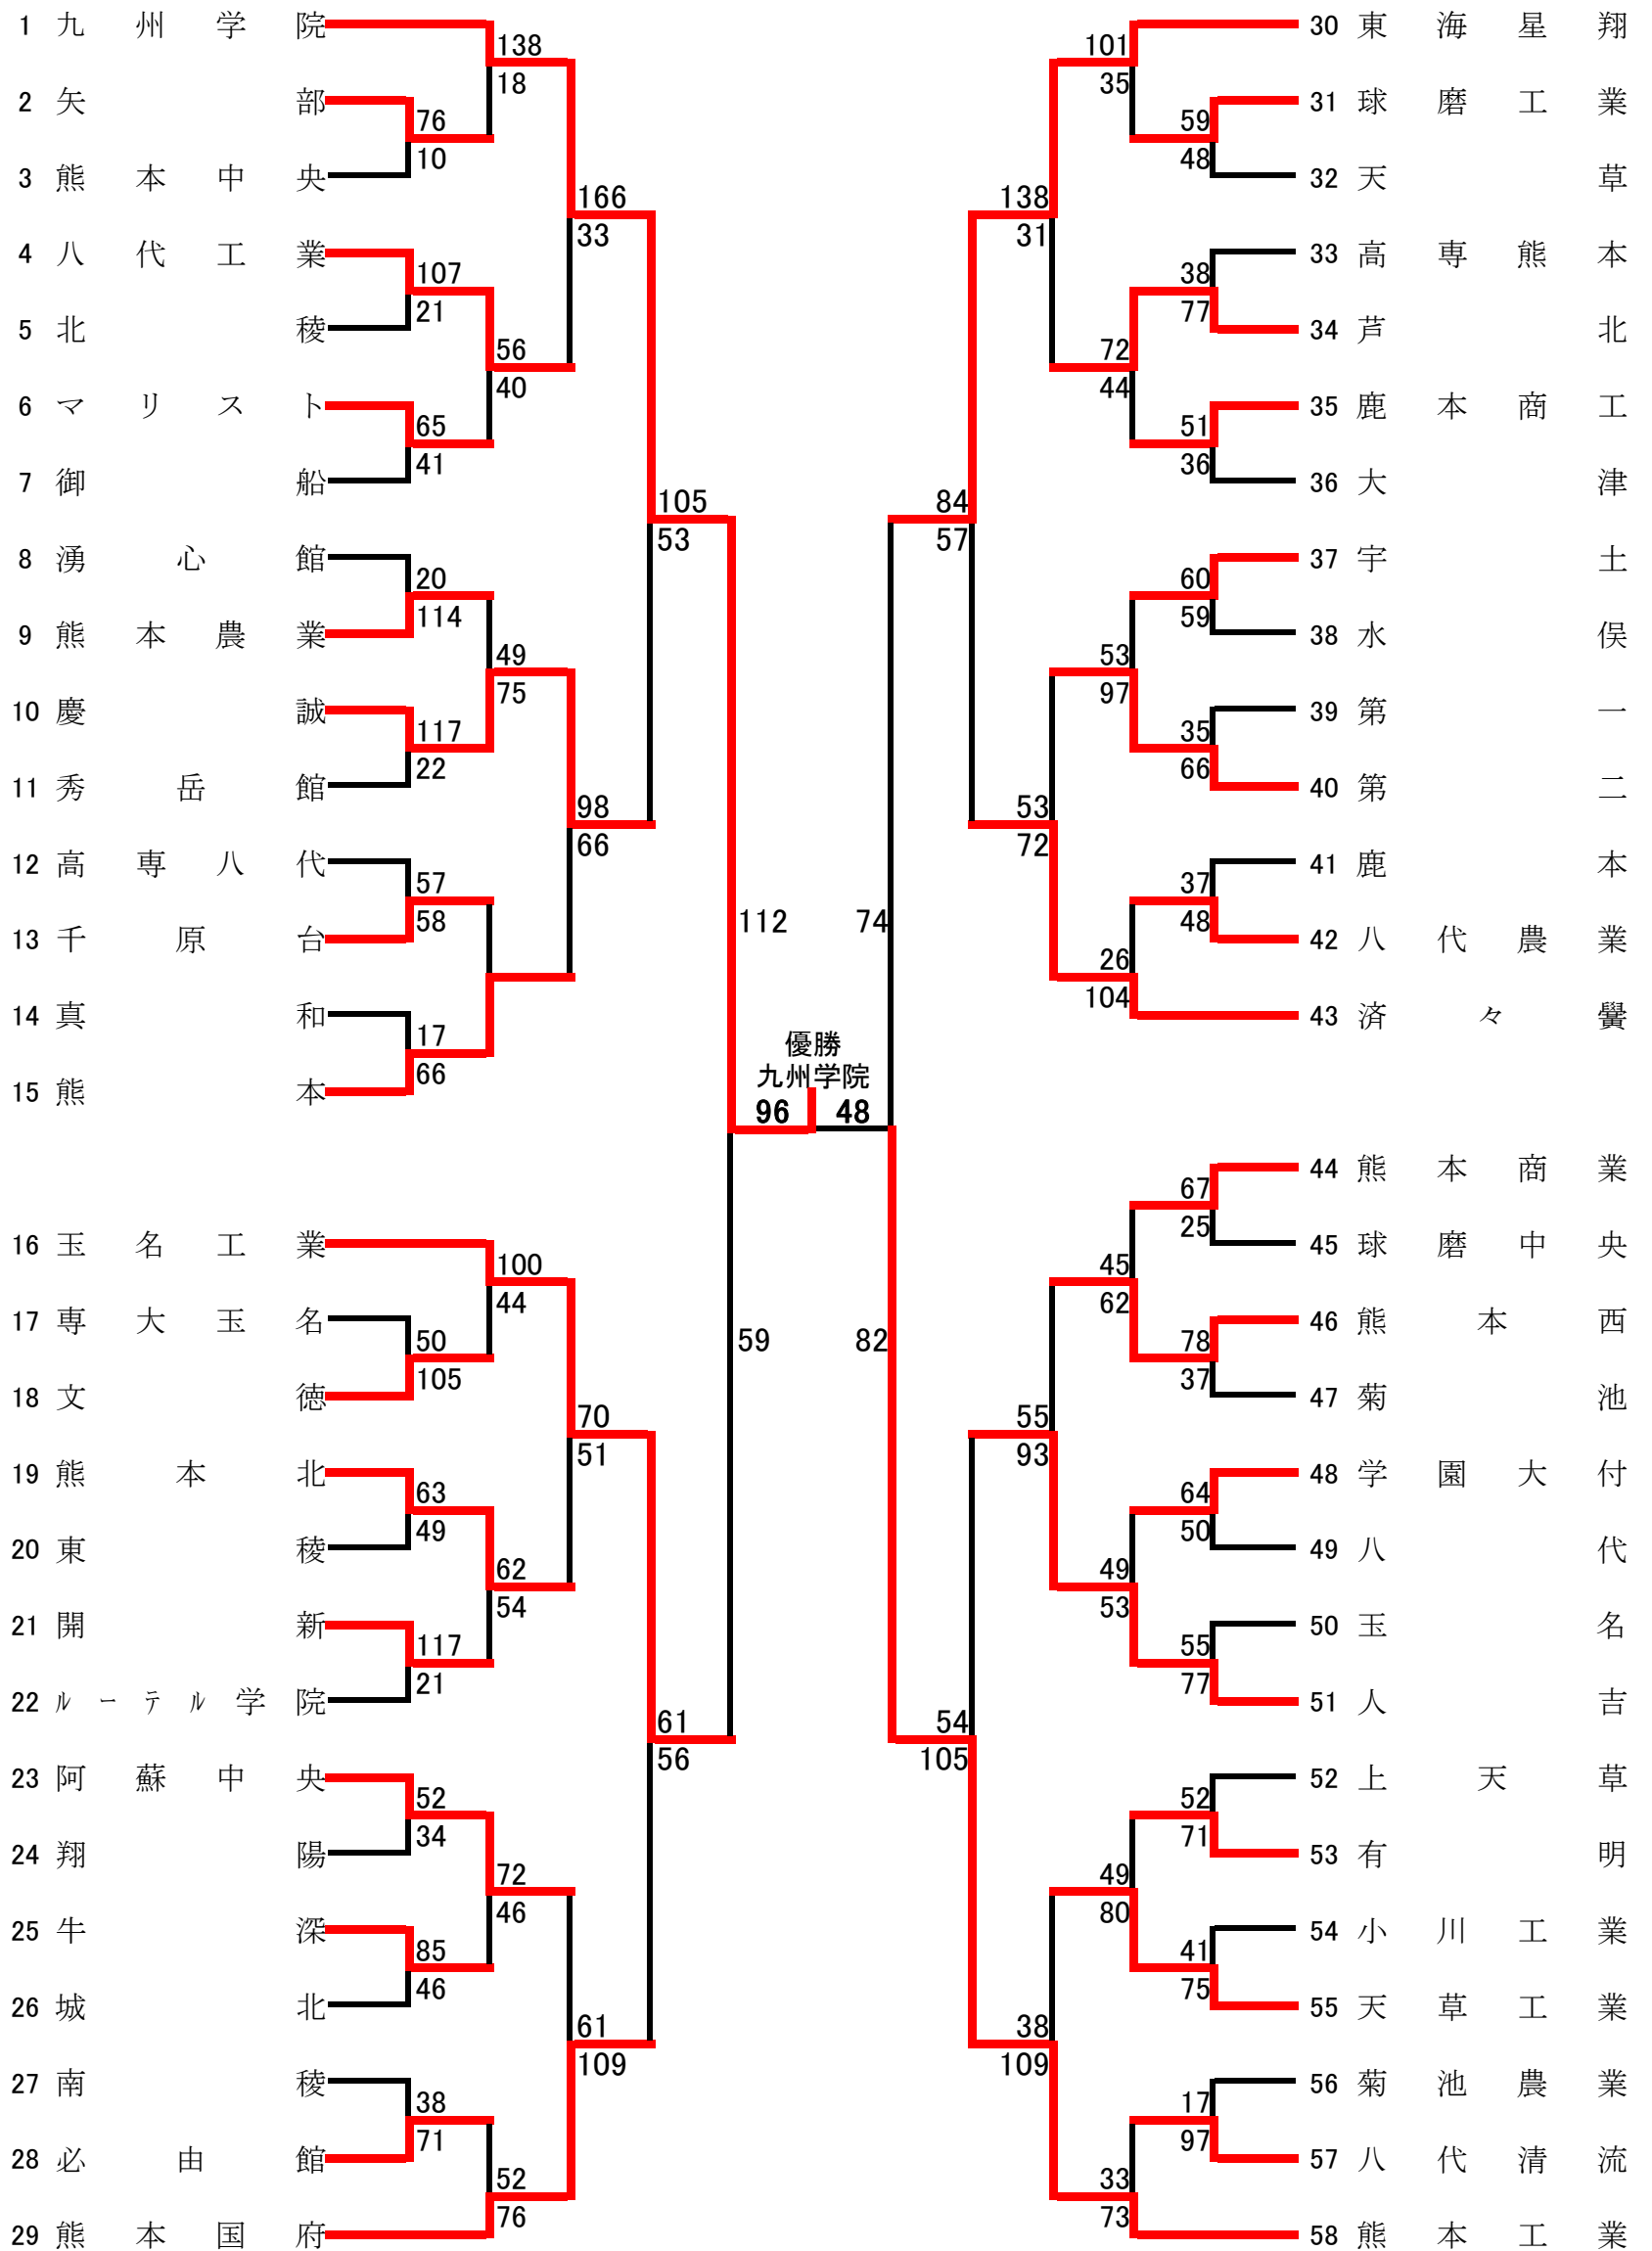 1 九州学院
138
18
2 矢部
76
10
3 熊本中央
166
33
4 八代工業
107
21
5 北稜
56
40
6 マリスト
65
41
7 御船
105
53
8 湧心館
20
114
9 熊本農業
49
75
10 慶誠
117
22
11 秀岳館
98
66
12 高専八代
57
58
13 千原台
112
14 真和
17
66
15 熊本
優勝
九州学院
96 48
16 玉名工業
100
44
17 専大玉名
50
105
18 文徳
59
70
51
19 熊本北
63
49
20 東稜
62
54
21 開新
117
21
22 ルーテル学院
61
56
23 阿蘇中央
52
34
24 翔陽
72
46
25 牛深
85
46
26 城北
61
109
27 南稜
38
71
28 必由館
52
76
29 熊本国府
30 東海星翔
101
35
31 球磨工業
59
48
32 天草
138
31
33 高専熊本
38
77
34 芦北
72
44
35 鹿本商工
51
36
36 大津
84
57
37 宇土
60
59
38 水俣
53
97
39 第一
35
66
40 第二
53
72
41 鹿本
37
48
42 八代農業
74
26
104
43 済々黌
44 熊本商業
67
25
45 球磨中央
45
62
46 熊本西
78
37
82
47 菊池
55
93
48 学園大付
64
50
49 八代
49
53
50 玉名
55
77
51 人吉
54
105
52 上天草
52
71
53 有明
49
80
54 小川工業
41
75
55 天草工業
38
109
56 菊池農業
17
97
57 八代清流
33
73
58 熊本工業